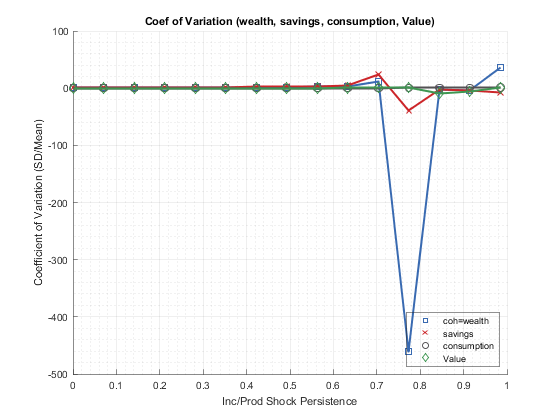 Coef of Variation (wealth, savings, consumption, Value)
100
0
-100
-200
-300
-400
-500
Coefficient of Variation (SD/Mean)
0 0.1 0.2 0.3 0.4 0.5 0.6 0.7 0.8 0.9 1
Inc/Prod Shock Persistence
coh=wealth
savings
consumption
Value